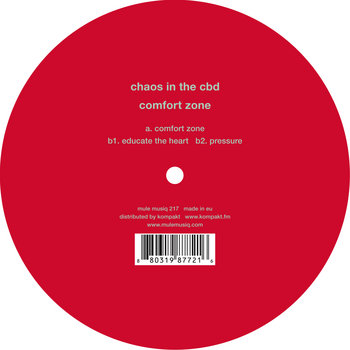 chaos in the cbd
comfort zone
a. comfort zone
b1. educate the heart b2. pressure
mule musiq 217 made in eu
distributed by kompakt www.kompakt.fm
www.mulemusiq.com
8 80319 87721 6